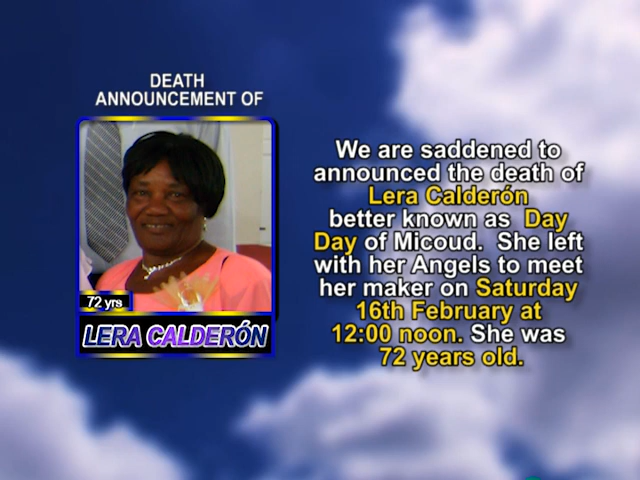 DEATH
ANNOUNCEMENT OF
72 yrs
LERA CALDERÓN
We are saddened to
announced the death of
Lera Calderón
better known as Day
Day of Micoud. She left
with her Angels to meet
her maker on Saturday
16th February at
12:00 noon. She was
72 years old.